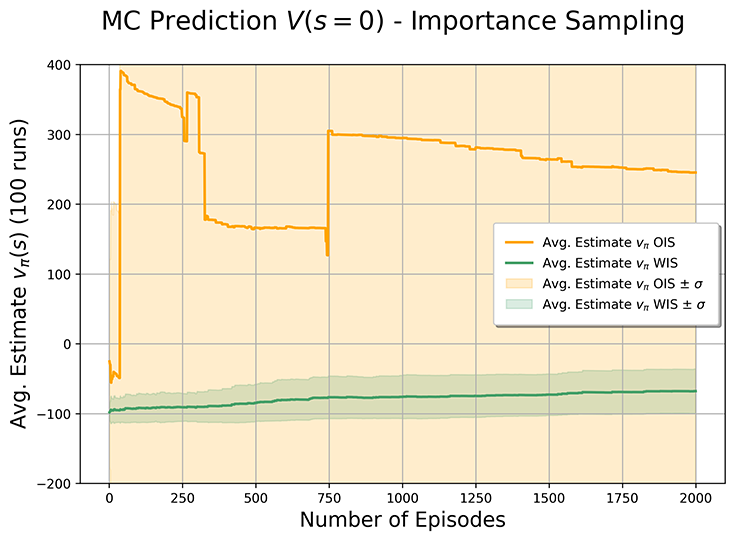 MC Prediction V(s = 0) - Importance Sampling
400
300
200
100
0
−100
−200
Avg. Estimate vπ(s) (100 runs)
Avg. Estimate vπ OIS
Avg. Estimate vπ WIS
Avg. Estimate vπ OIS ± σ
Avg. Estimate vπ WIS ± σ
0 250 500 750 1000 1250 1500 1750 2000
Number of Episodes